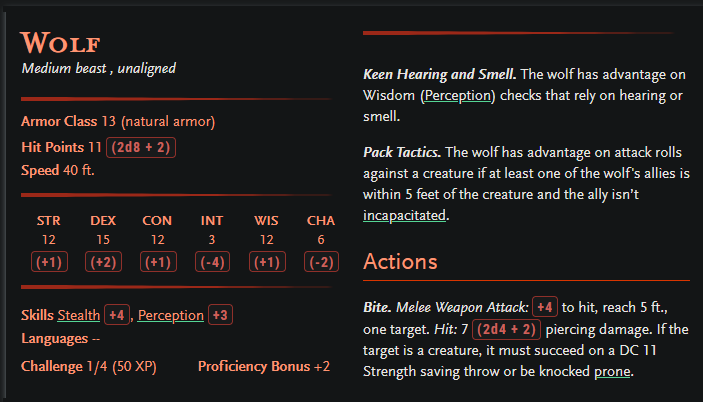 Wolf
Medium beast , unaligned
Armor Class 13 (natural armor)
Hit Points 11 (2d8 + 2)
Speed 40 ft.
STR DEX CON INT WIS CHA
12 15 12 3 12 6
(+1) (+2) (+1) (-4) (+1) (-2)
Skills Stealth +4, Perception +3
Languages --
Challenge 1/4 (50 XP) Proficiency Bonus +2
Keen Hearing and Smell. The wolf has advantage on
Wisdom (Perception) checks that rely on hearing or
smell.
Pack Tactics. The wolf has advantage on attack rolls
against a creature if at least one of the wolf's allies is
within 5 feet of the creature and the ally isn't
incapacitated.
Actions
Bite. Melee Weapon Attack: +4 to hit, reach 5 ft.,
one target. Hit: 7 (2d4 + 2) piercing damage. If the
target is a creature, it must succeed on a DC 11
Strength saving throw or be knocked prone.